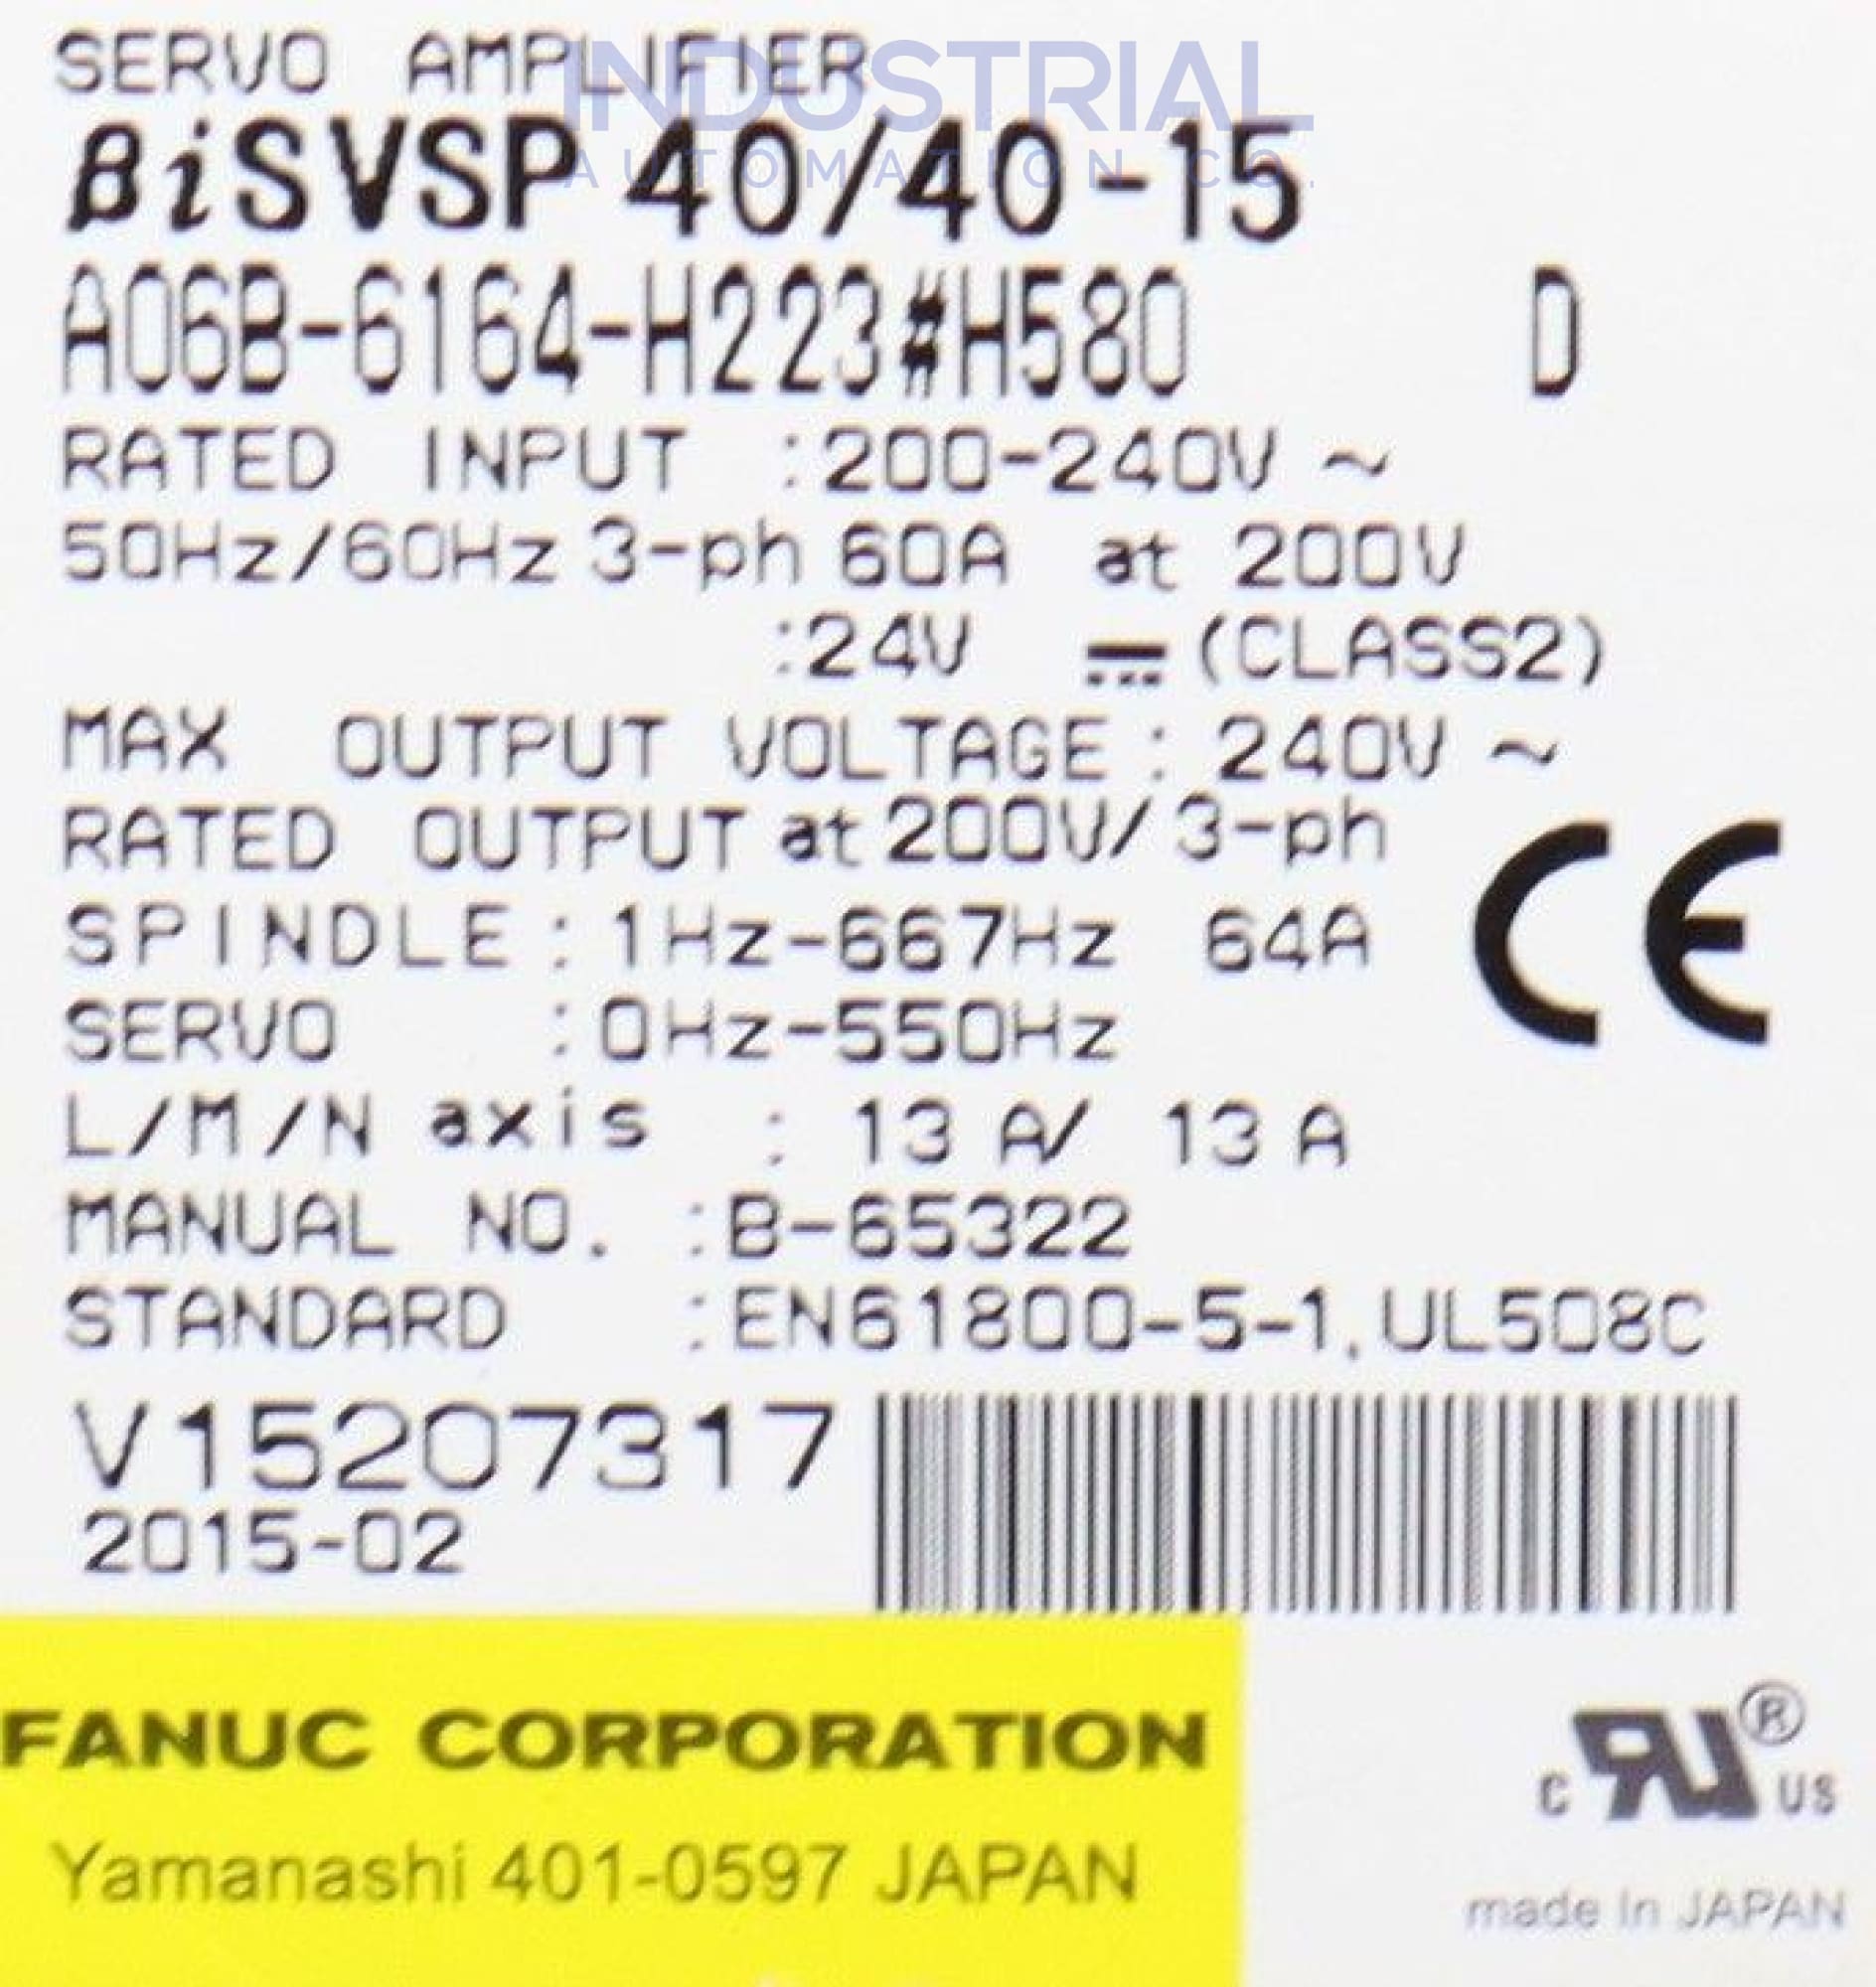 INDUSTRIAL
AUTOMATION CO.
SERVO AMPLIFIER
βiSVSP 40/40-15
A06B-6164-H223#H580 D
RATED INPUT :200-240V ~
50Hz/60Hz 3-ph 60A at 200V
:24V ⎓ (CLASS2)
MAX OUTPUT VOLTAGE: 240V ~
RATED OUTPUT at 200V/3-ph
SPINDLE: 1Hz-667Hz 64A
SERVO :0Hz-550Hz
L/M/N axis : 13 A/ 13 A
MANUAL NO. :B-65322
STANDARD :EN61800-5-1,UL508C
CE
V15207317
2015-02
FANUC CORPORATION
Yamanashi 401-0597 JAPAN
c RU® US
made in JAPAN